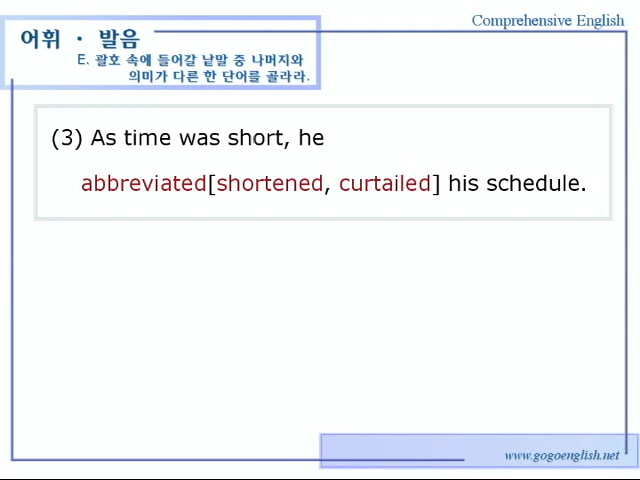 Comprehensive English
어휘 · 발음
E. 괄호 속에 들어갈 낱말 중 나머지와
의미가 다른 한 단어를 골라라.
(3) As time was short, he
abbreviated[shortened, curtailed] his schedule.
www.gogoenglish.net